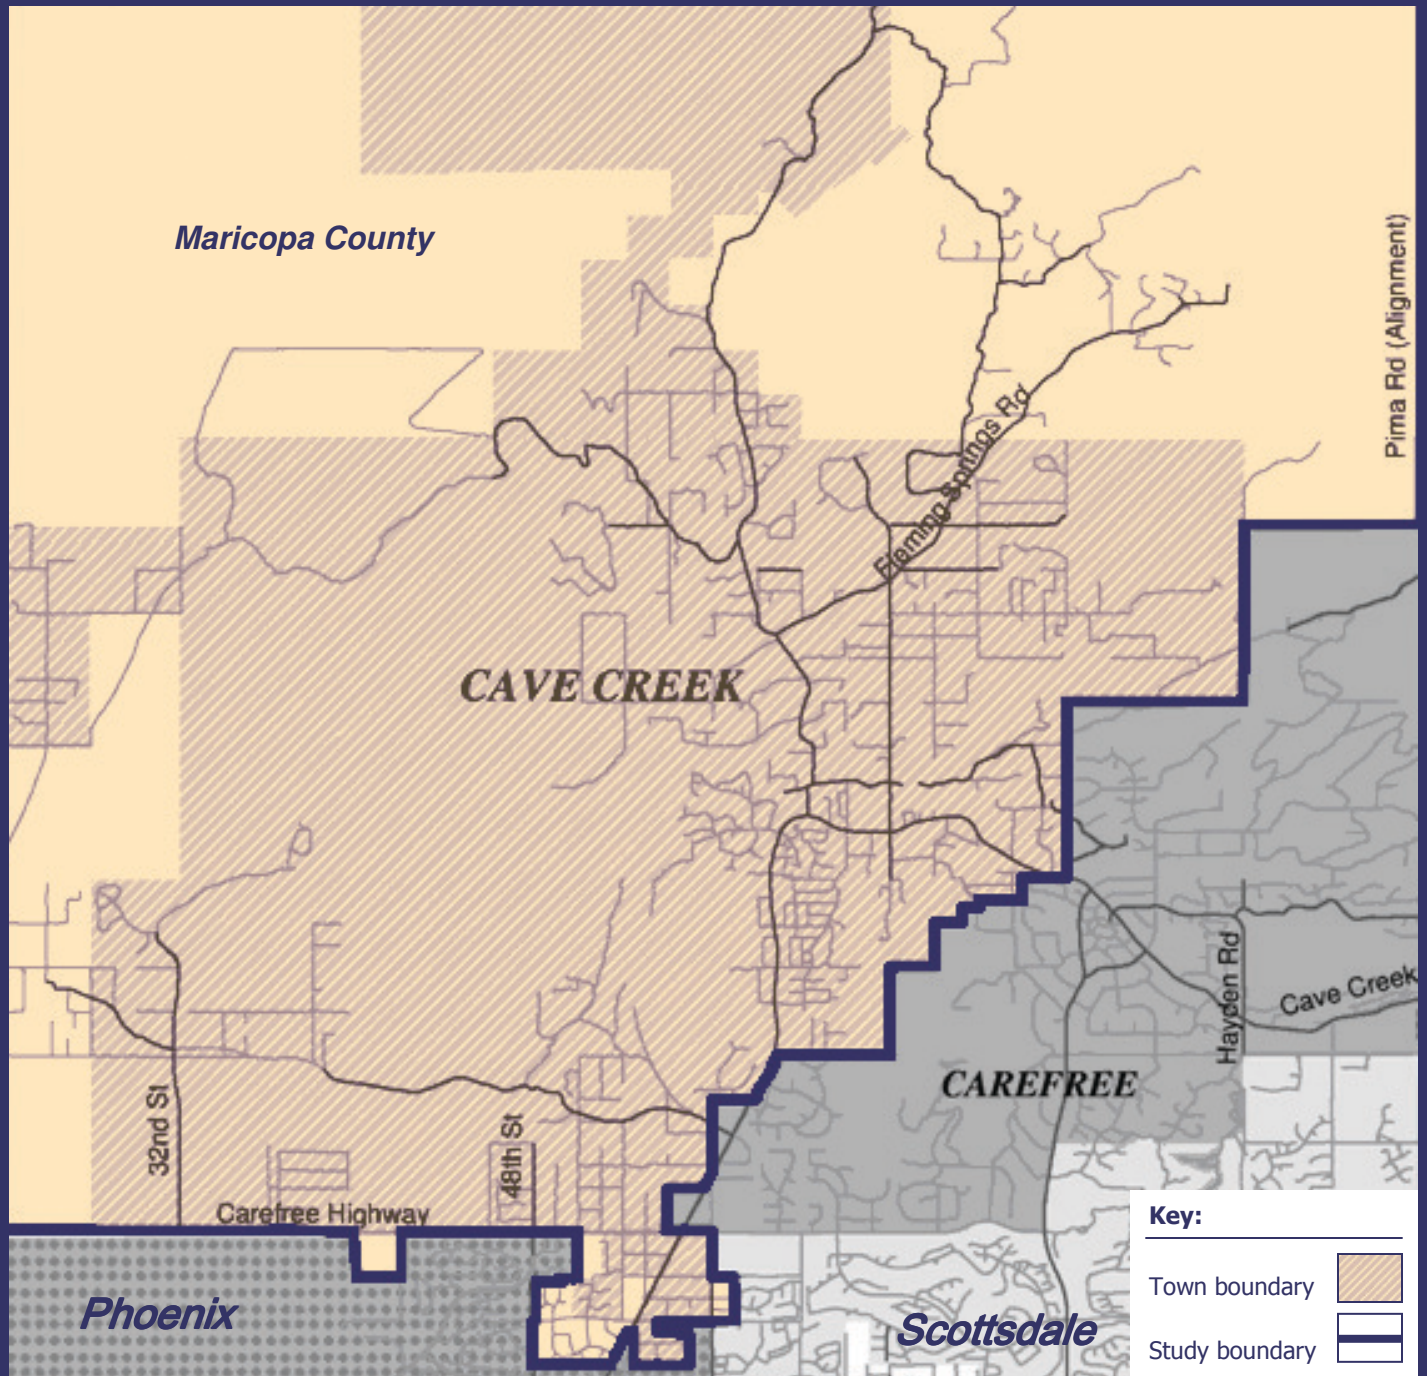 Maricopa County
Pima Rd (Alignment)
Fleming Springs Rd
CAVE CREEK
Hayden Rd
Cave Creek
CAREFREE
32nd St
48th St
Carefree Highway
Phoenix
Scottsdale
Key:
Town boundary
Study boundary